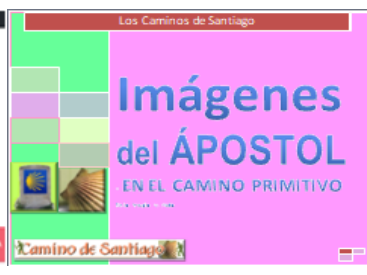 Los Caminos de Santiago
Imágenes
del ÁPOSTOL
EN EL CAMINO PRIMITIVO
Camino de Santiago